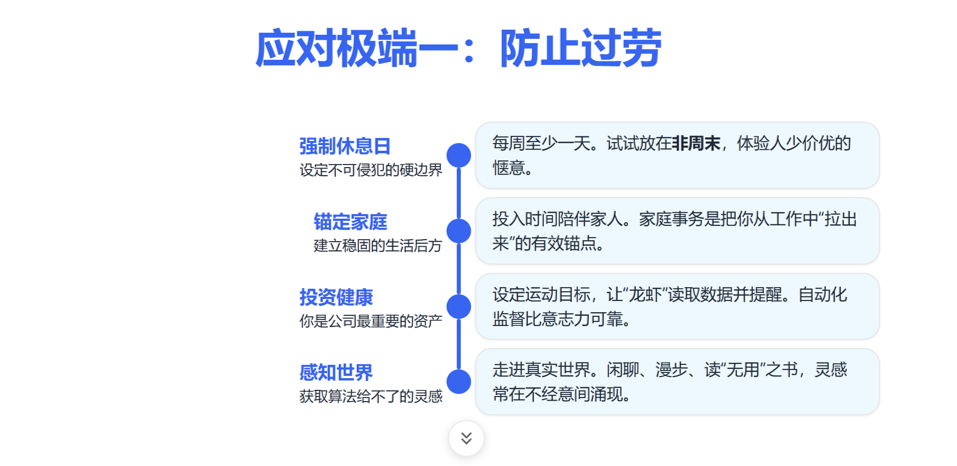 应对极端一：防止过劳
强制休息日
设定不可侵犯的硬边界
每周至少一天。试试放在非周末，体验人少价优的
惬意。
锚定家庭
建立稳固的生活后方
投入时间陪伴家人。家庭事务是把你从工作中“拉出
来”的有效锚点。
投资健康
你是公司最重要的资产
设定运动目标，让“龙虾”读取数据并提醒。自动化
监督比意志力可靠。
感知世界
获取算法给不了的灵感
走进真实世界。闲聊、漫步、读“无用”之书，灵感
常在不经意间涌现。